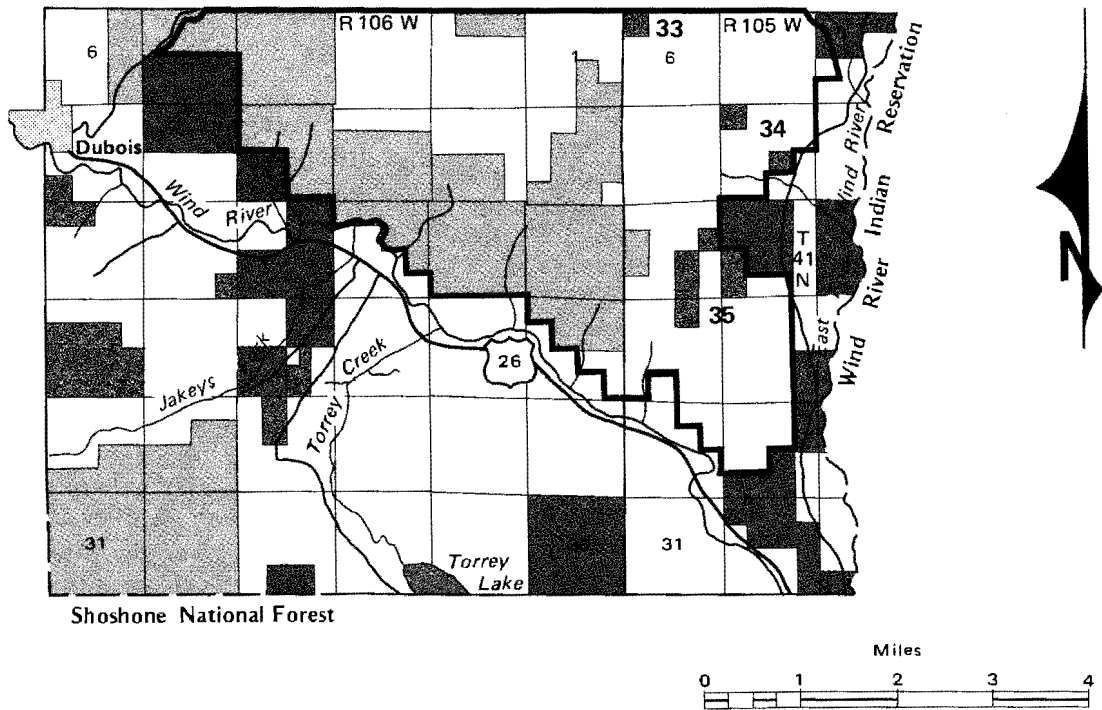 R 106 W
33
R 105 W
6
1
6
34
Dubois
Wind River
Wind River
T
41
N
35
26
Jakeys
k
Torrey Creek
East
Wind River Indian Reservation
31
31
Torrey
Lake
N
Shoshone National Forest
Miles
0 1 2 3 4